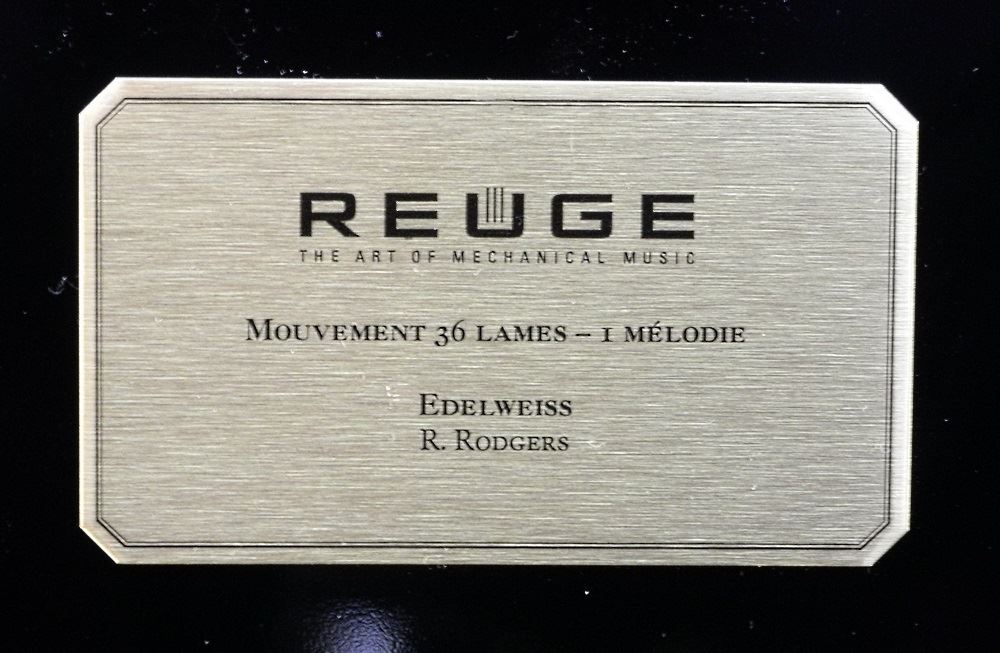 REUGE
THE ART OF MECHANICAL MUSIC
MOUVEMENT 36 LAMES – 1 MÉLODIE
EDELWEISS
R. RODGERS